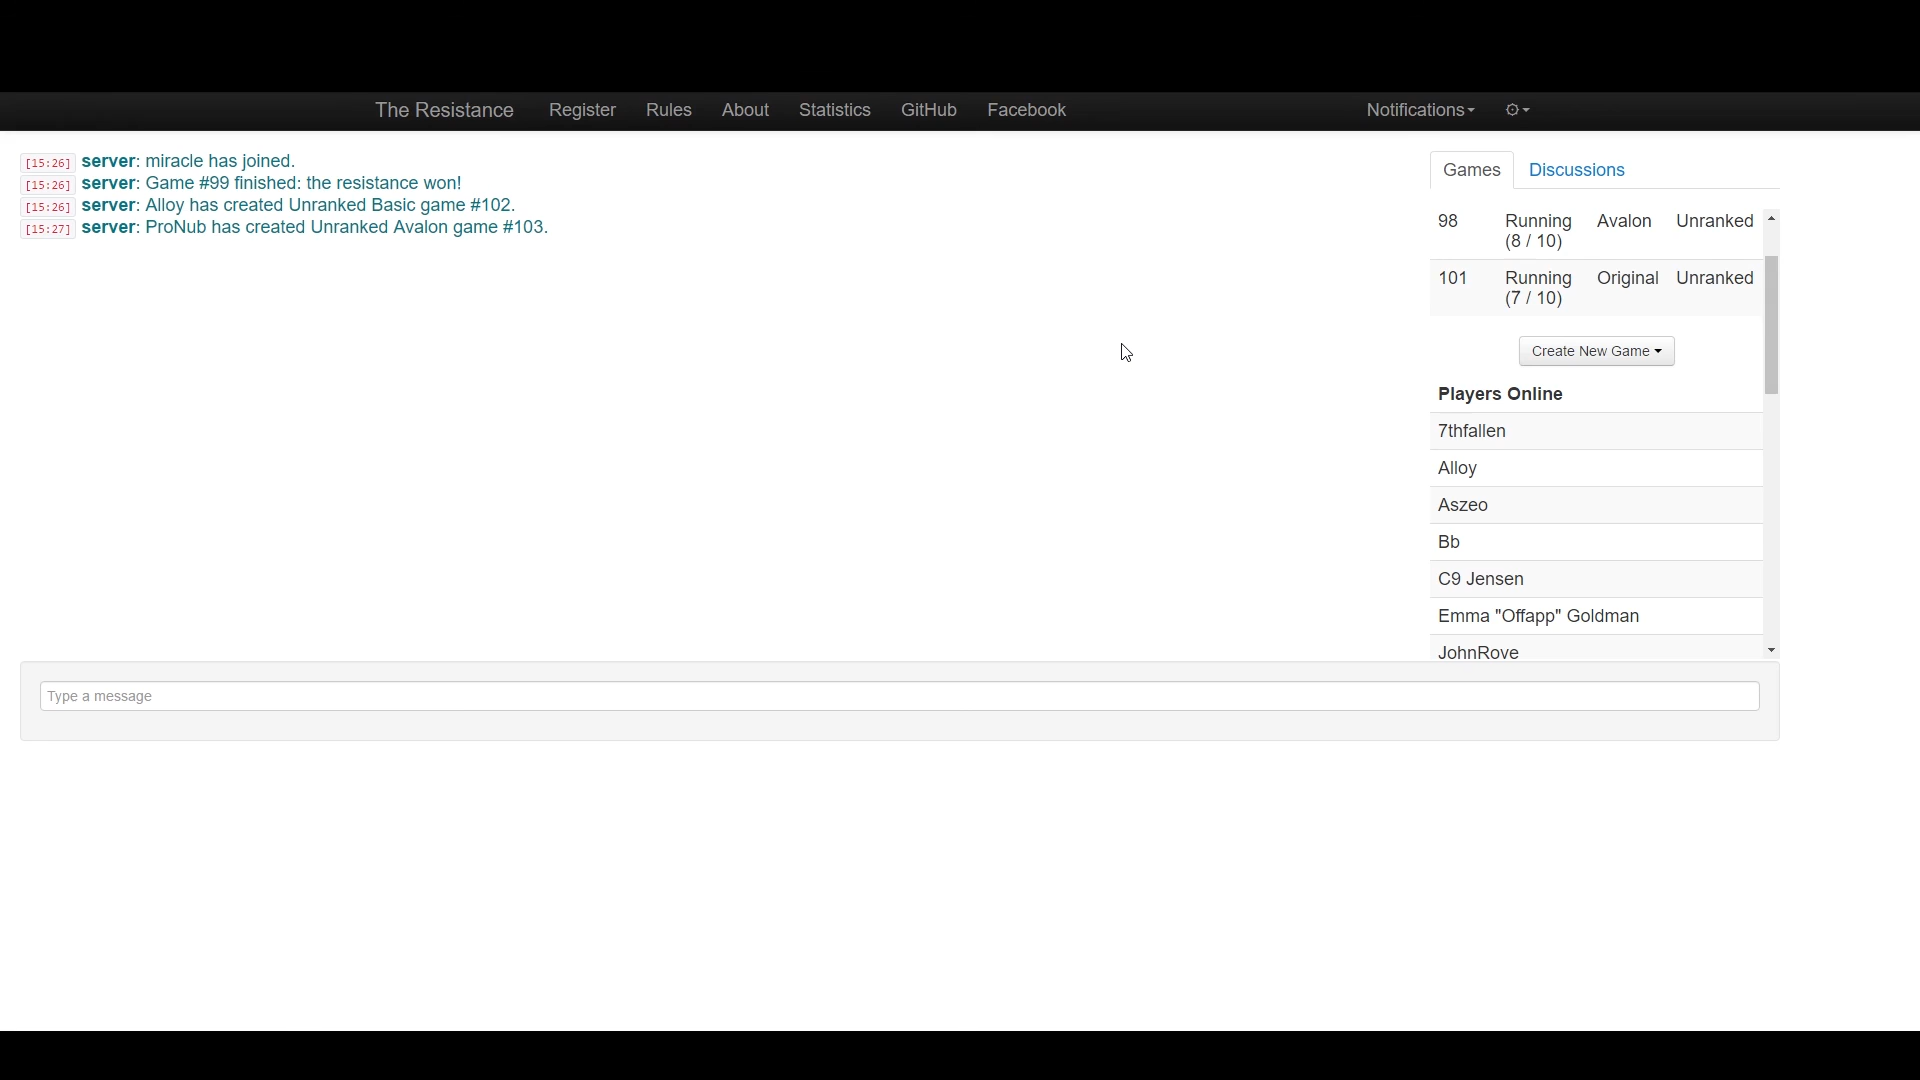 The Resistance Register Rules About Statistics GitHub Facebook Notifications
[15:26] server: miracle has joined.
[15:26] server: Game #99 finished: the resistance won!
[15:26] server: Alloy has created Unranked Basic game #102.
[15:27] server: ProNub has created Unranked Avalon game #103.
Games Discussions
98 Running Avalon Unranked
(8 / 10)
101 Running Original Unranked
(7 / 10)
Create New Game
Players Online
7thfallen
Alloy
Aszeo
Bb
C9 Jensen
Emma "Offapp" Goldman
JohnRove
Type a message